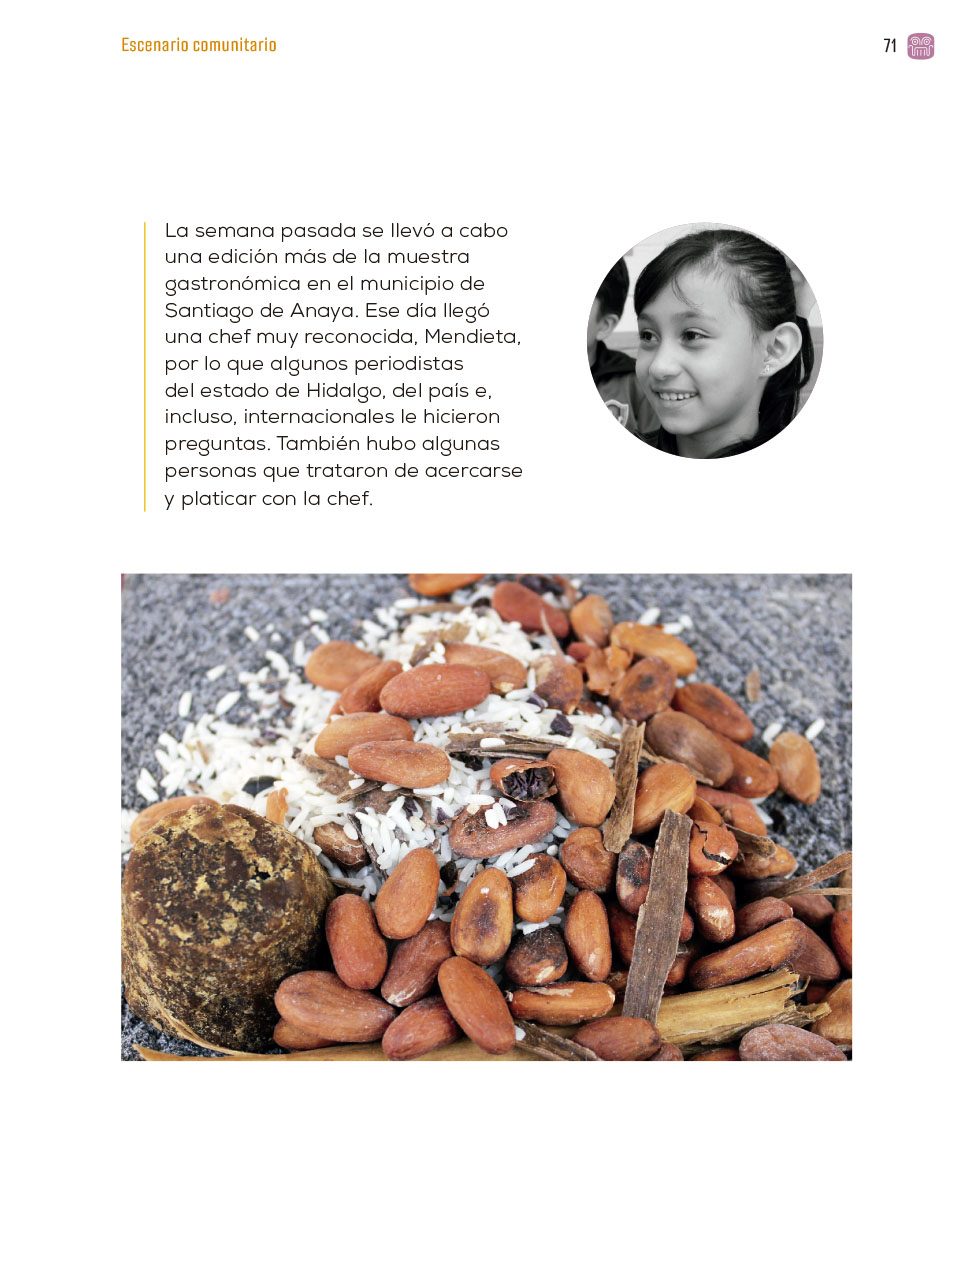 Escenario comunitario
71
La semana pasada se llevó a cabo
una edición más de la muestra
gastronómica en el municipio de
Santiago de Anaya. Ese día llegó
una chef muy reconocida, Mendieta,
por lo que algunos periodistas
del estado de Hidalgo, del país e,
incluso, internacionales le hicieron
preguntas. También hubo algunas
personas que trataron de acercarse
y platicar con la chef.